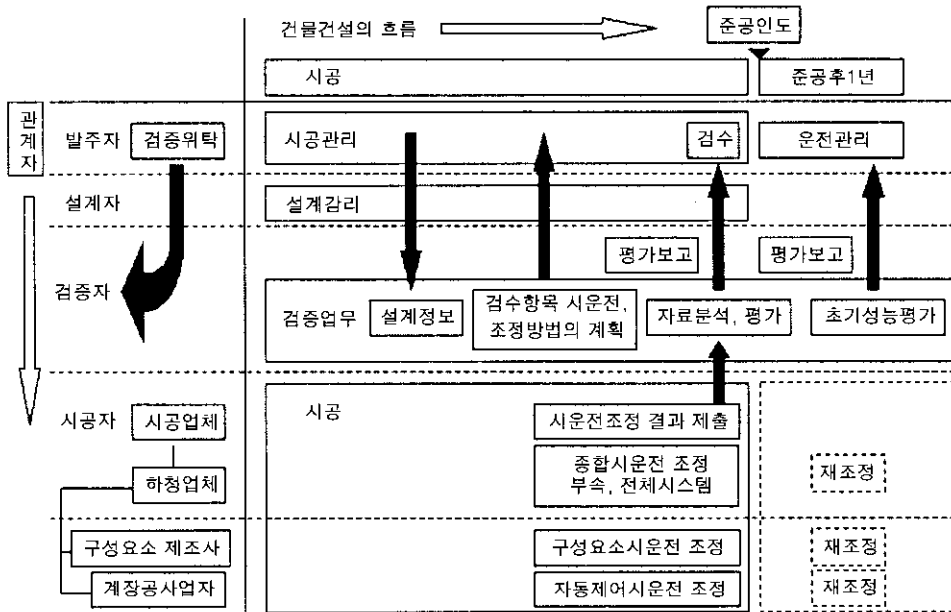 건물건설의 흐름
준공인도
시공
준공후1년
관계자
발주자
검증위탁
시공관리
검수
운전관리
설계자
설계감리
평가보고
평가보고
검증자
검증업무
설계정보
검수항목 시운전,
조정방법의 계획
자료분석, 평가
초기성능평가
시공자
시공업체
시공
시운전조정 결과 제출
하청업체
종합시운전 조정
부속, 전체시스템
재조정
구성요소 제조사
구성요소시운전 조정
재조정
계장공사업자
자동제어시운전 조정
재조정